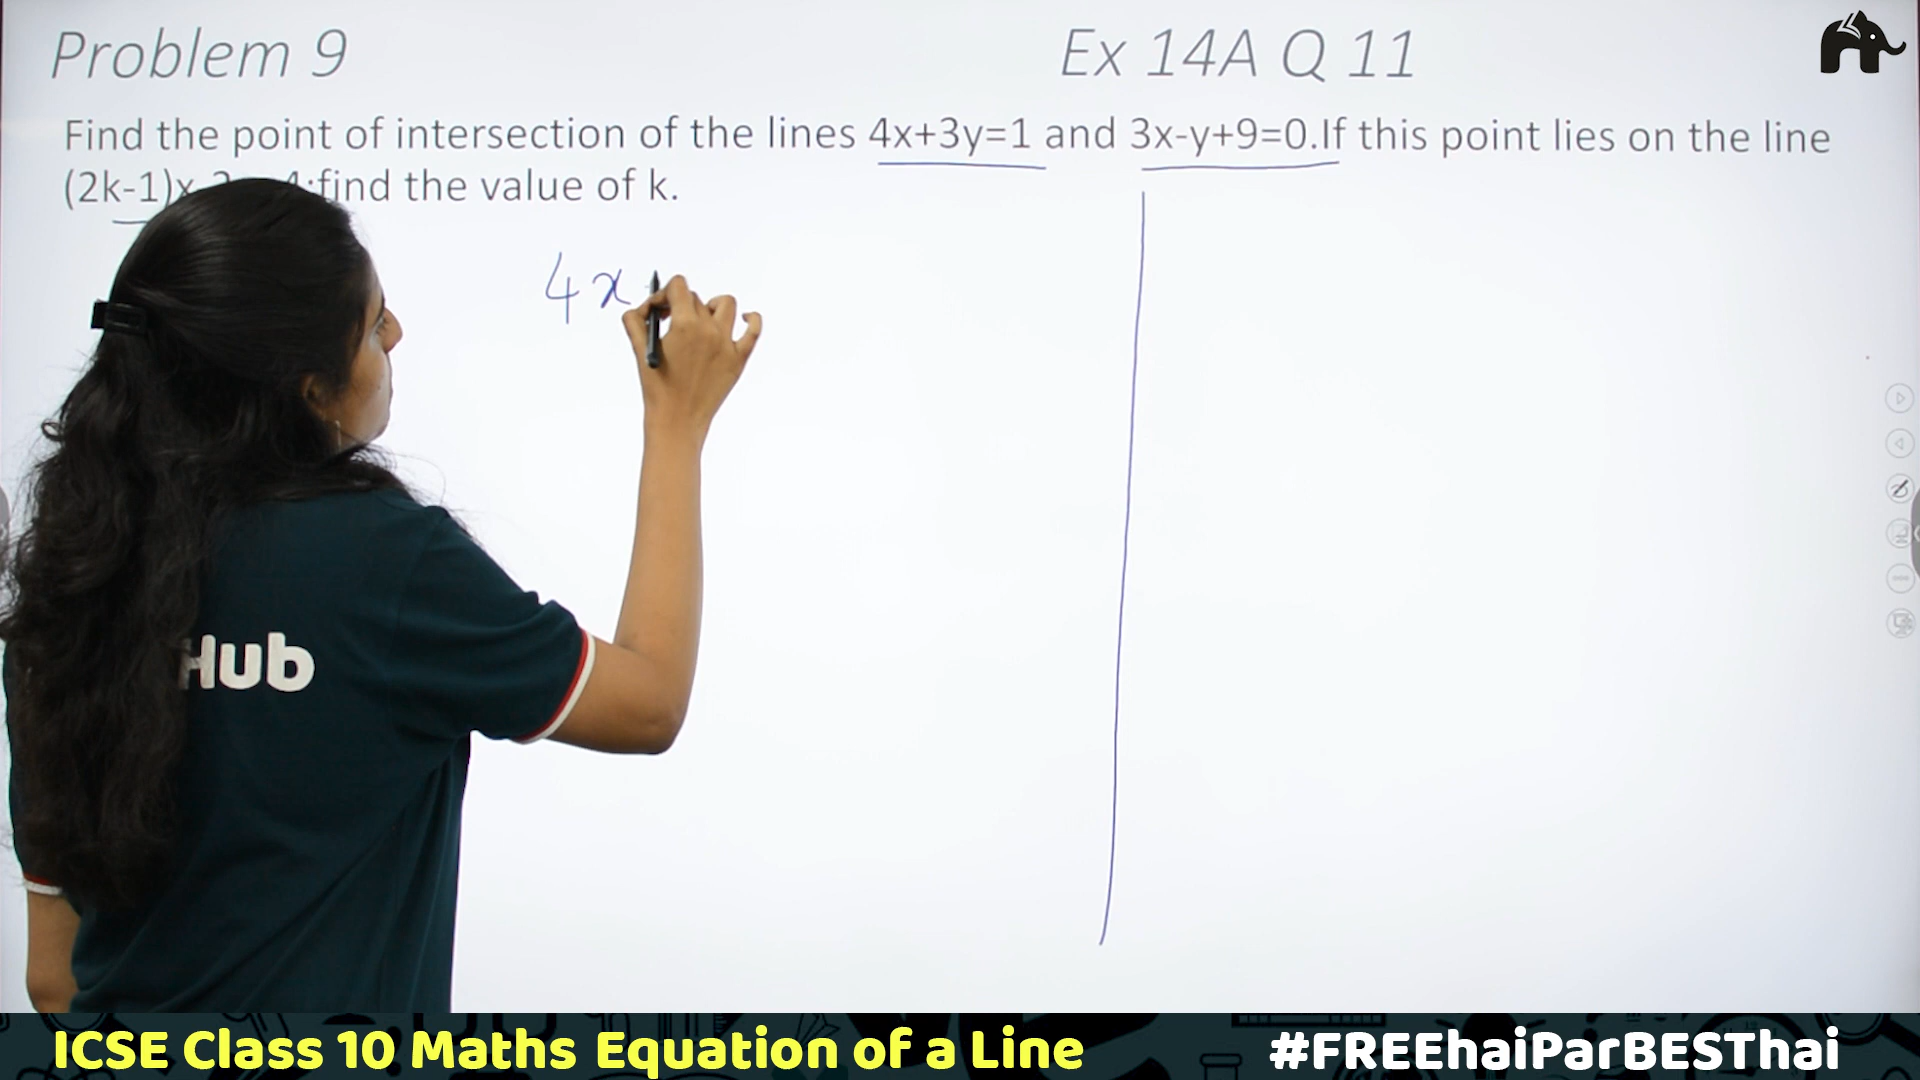 Problem 9
Ex 14A Q 11
Find the point of intersection of the lines 4x+3y=1 and 3x-y+9=0.If this point lies on the line
(2k-1)x find the value of k.
4x
Hub
ICSE Class 10 Maths Equation of a Line
#FREEhaiParBESThai